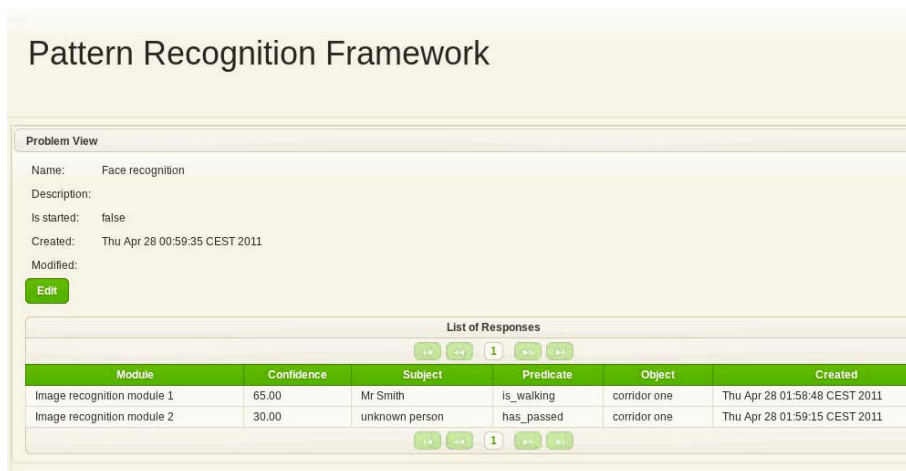 Pattern Recognition Framework
Problem View
Name: Face recognition
Description:
Is started: false
Created: Thu Apr 28 00:59:35 CEST 2011
Modified:
Edit
List of Responses
1
Module Confidence Subject Predicate Object Created
Image recognition module 1 65.00 Mr Smith is_walking corridor one Thu Apr 28 01:58:48 CEST 2011
Image recognition module 2 30.00 unknown person has_passed corridor one Thu Apr 28 01:59:15 CEST 2011
1